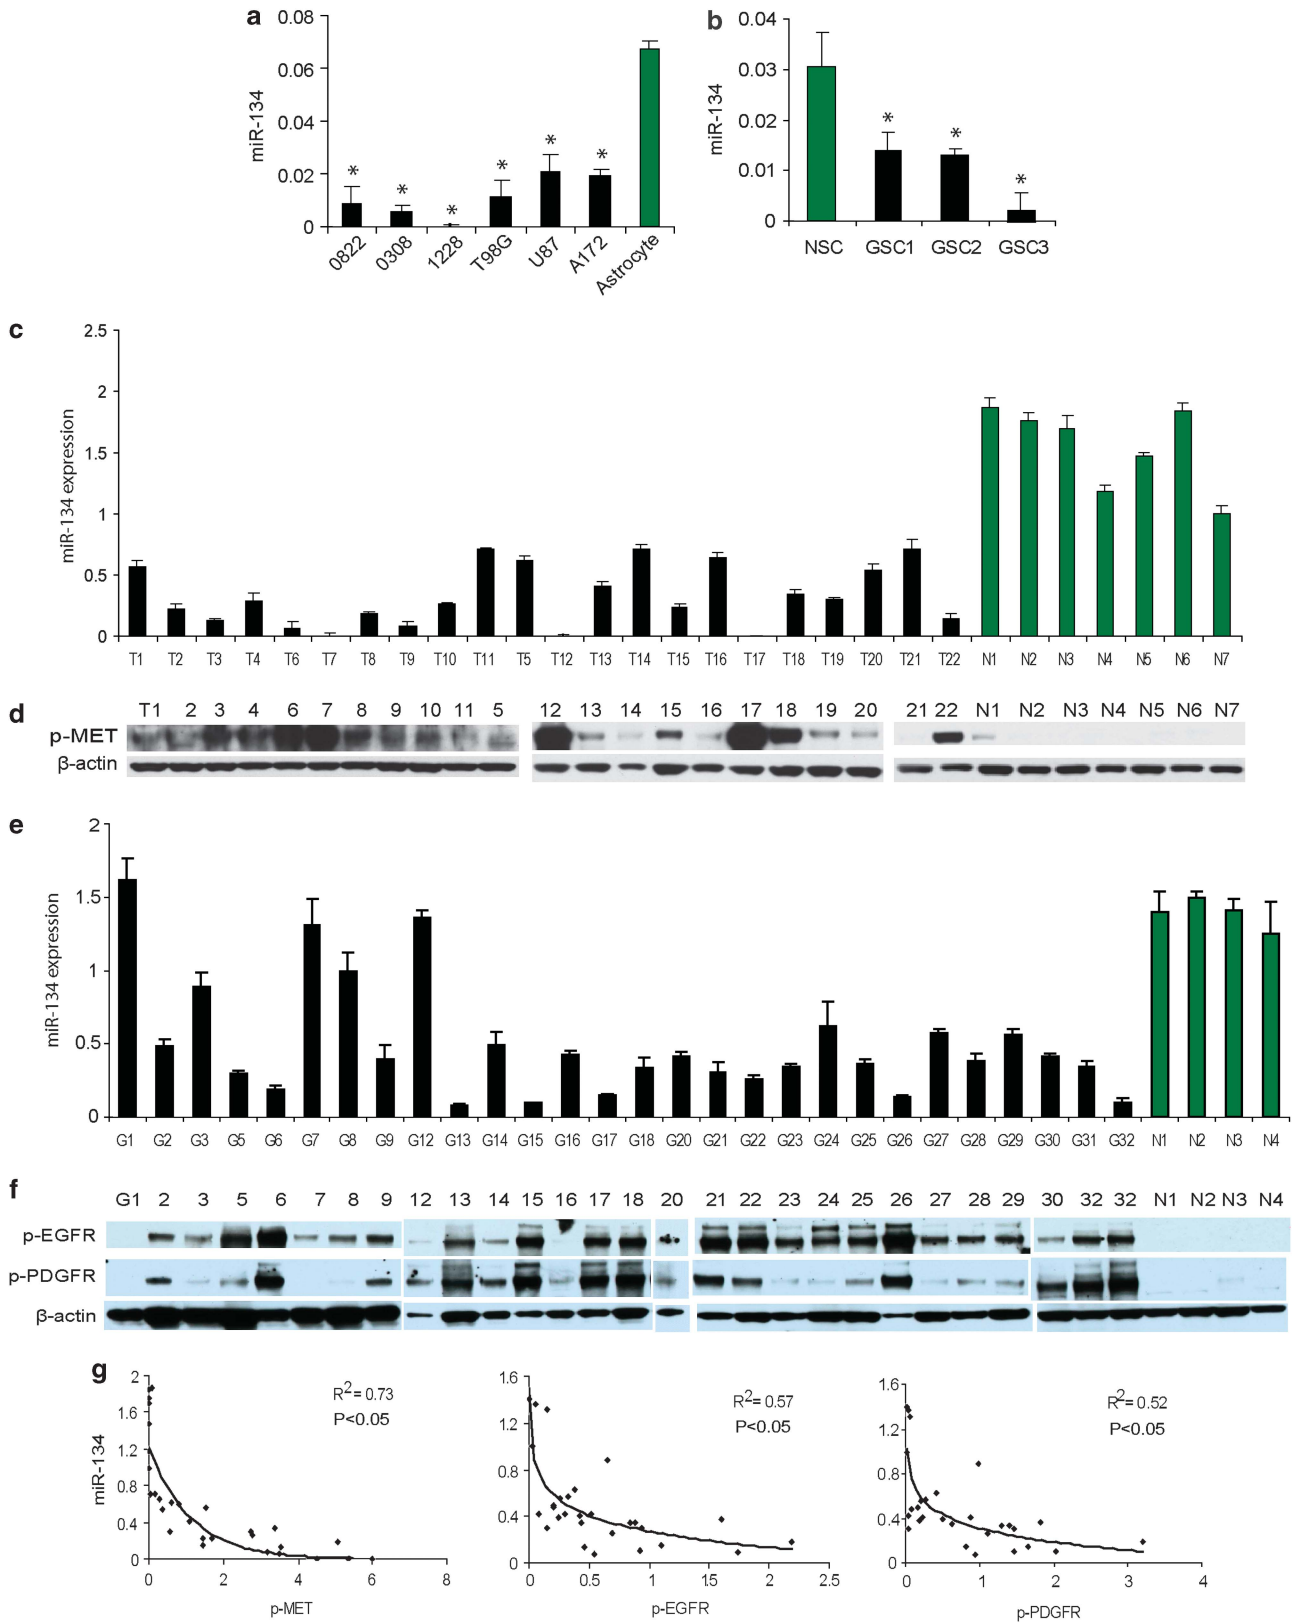 a
0.08
0.06
0.04
0.02
0
miR-134
* * * * * *
0822 0308 1228 T98G U87 A172 Astrocyte
b
0.04
0.03
0.02
0.01
0
miR-134
* * *
NSC GSC1 GSC2 GSC3
c
2.5
2
1.5
1
0.5
0
miR-134 expression
T1 T2 T3 T4 T6 T7 T8 T9 T10 T11 T5 T12 T13 T14 T15 T16 T17 T18 T19 T20 T21 T22 N1 N2 N3 N4 N5 N6 N7
d
T1 2 3 4 6 7 8 9 10 11 5 12 13 14 15 16 17 18 19 20 21 22 N1 N2 N3 N4 N5 N6 N7
p-MET
β-actin
e
2
1.5
1
0.5
0
miR-134 expression
G1 G2 G3 G5 G6 G7 G8 G9 G12 G13 G14 G15 G16 G17 G18 G20 G21 G22 G23 G24 G25 G26 G27 G28 G29 G30 G31 G32 N1 N2 N3 N4
f
G1 2 3 5 6 7 8 9 12 13 14 15 16 17 18 20 21 22 23 24 25 26 27 28 29 30 32 32 N1 N2 N3 N4
p-EGFR
p-PDGFR
β-actin
g
2
1.6
1.2
0.8
0.4
0
miR-134
R2 = 0.73
P<0.05
0 2 4 6 8
p-MET
1.6
1.2
0.8
0.4
0
R2 = 0.57
P<0.05
0 0.5 1 15 2 2.5
p-EGFR
1.6
1.2
0.8
0.4
0
R2 = 0.52
P<0.05
0 1 2 3 4
p-PDGFR